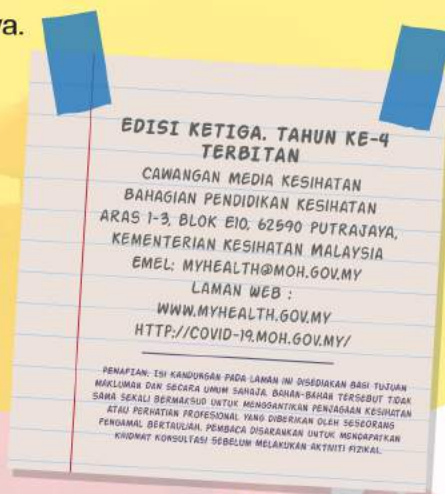 va.
EDISI KETIGA. TAHUN KE-4
TERBITAN
CAWANGAN MEDIA KESIHATAN
BAHAGIAN PENDIDIKAN KESIHATAN
ARAS 1-3, BLOK E10, 62590 PUTRAJAYA,
KEMENTERIAN KESIHATAN MALAYSIA
EMEL: MYHEALTH@MOH.GOV.MY
LAMAN WEB :
WWW.MYHEALTH.GOV.MY
HTTP://COVID-19.MOH.GOV.MY/
PENAFIAN: ISI KANDUNGAN PADA LAMAN INI DISEDIAKAN BAGI TUJUAN
MAKLUMAN DAN SECARA UMUM SAHAJA, BAHAN-BAHAN TERSEBUT TIDAK
SAMA SEKALI BERMAKSUD UNTUK MENGGANTIKAN PENJAGAAN KESIHATAN
ATAU PERHATIAN PROFESIONAL YANG DIBERIKAN OLEH SESEORANG
PENGAMAL BERTAULIAH. PEMBACA DISARANKAN UNTUK MENDAPATKAN
KHIDMAT KONSULTASI SEBELUM MELAKUKAN AKTIVITI FIZIKAL.